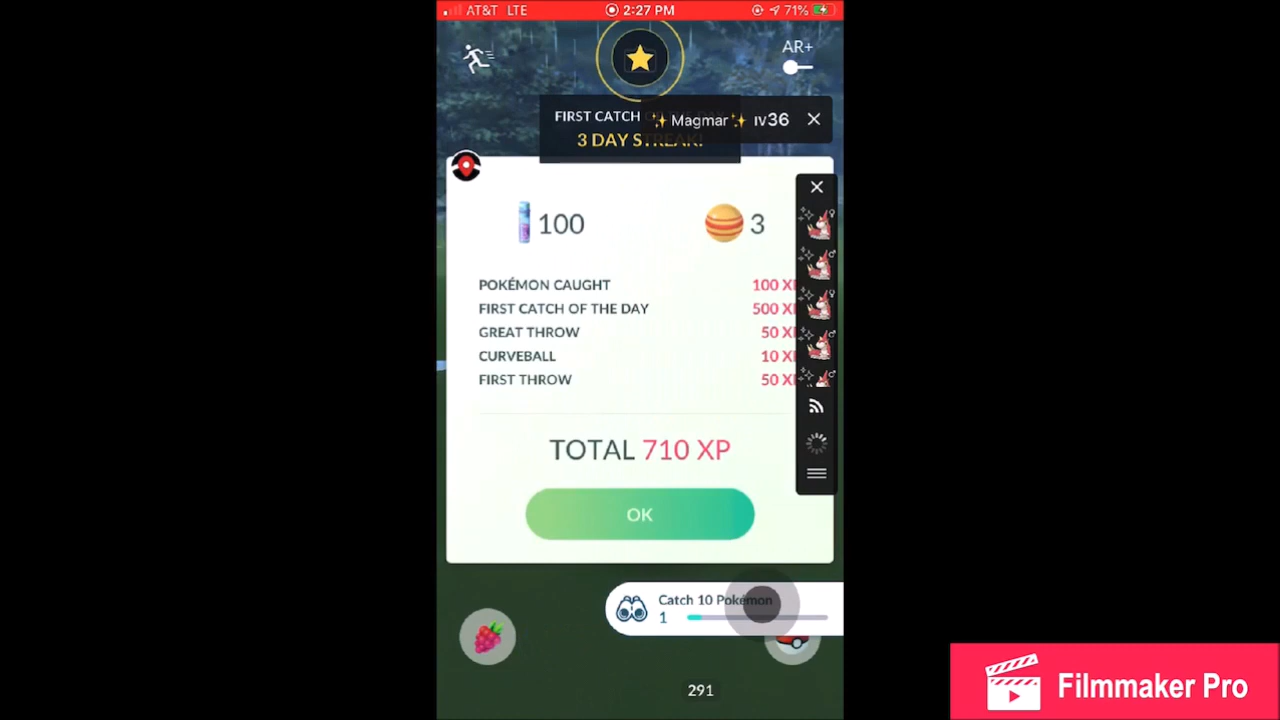 AT&T LTE 2:27 PM 71%
AR+
FIRST CATCH
✨Magmar✨ IV36
3 DAY STREAK!
100 3
POKÉMON CAUGHT 100 XP
FIRST CATCH OF THE DAY 500 XP
GREAT THROW 50 XP
CURVEBALL 10 XP
FIRST THROW 50 XP
TOTAL 710 XP
OK
Catch 10 Pokémon
1
291
Filmmaker Pro